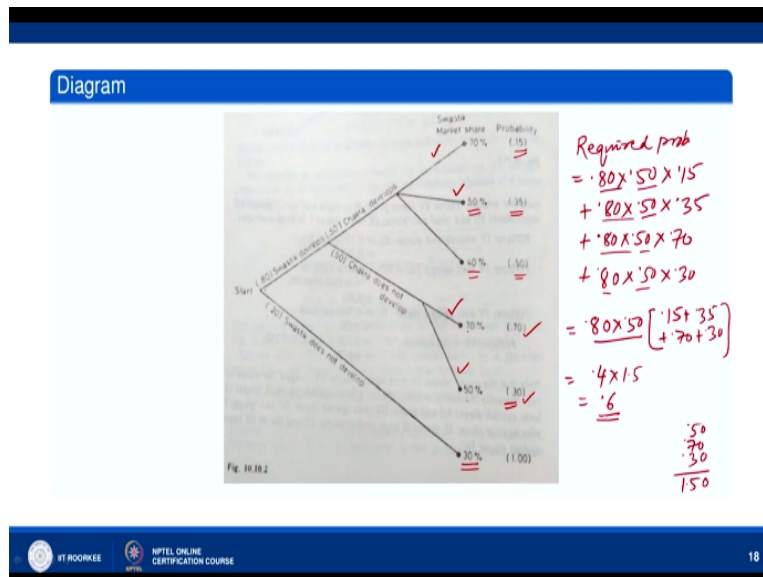 Diagram
Swastik
Market share Probability
70% (.15)
50% (.35)
40% (.50)
70% (.70)
50% (.30)
30% (1.00)
Start
(.80) Swastik develops
(.50) Chakra develops
(.50) Chakra does not
develop
(.20) Swastik does not develop
Fig. 10.10.2
Required prob
= .80 x .50 x .15
+ .80 x .50 x .35
+ .80 x .50 x .70
+ .80 x .50 x .30
= .80 x .50 [.15 + .35
+ .70 + .30]
= .4 x 1.5
= .6
.50
.70
.30
1.50
IIT ROORKEE
NPTEL ONLINE
CERTIFICATION COURSE
18